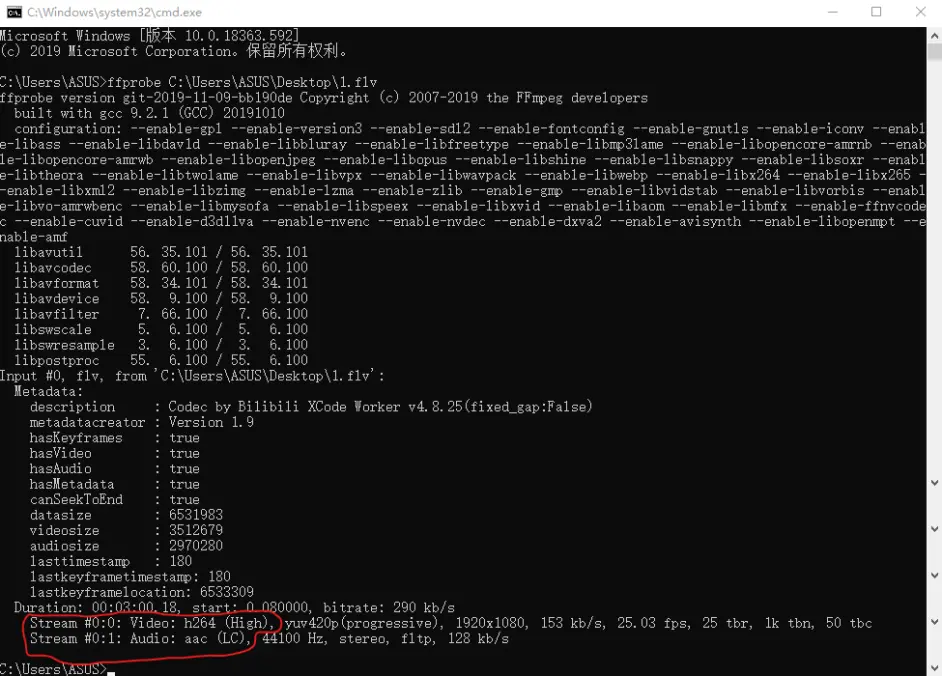 C:\Windows\system32\cmd.exe
Microsoft Windows [版本 10.0.18363.592]
(c) 2019 Microsoft Corporation。保留所有权利。
C:\Users\ASUS>ffprobe C:\Users\ASUS\Desktop\1.flv
ffprobe version git-2019-11-09-bb190de Copyright (c) 2007-2019 the FFmpeg developers
built with gcc 9.2.1 (GCC) 20191010
configuration: --enable-gpl --enable-version3 --enable-sdl2 --enable-fontconfig --enable-gnutls --enable-iconv --enabl
e-libass --enable-libdav1d --enable-libbluray --enable-libfreetype --enable-libmp3lame --enable-libopencore-amrnb --enab
le-libopencore-amrwb --enable-libopenjpeg --enable-libopus --enable-libshine --enable-libsnappy --enable-libsoxr --enabl
e-libtheora --enable-libtwolame --enable-libvpx --enable-libwavpack --enable-libwebp --enable-libx264 --enable-libx265 -
-enable-libxml2 --enable-libzimg --enable-lzma --enable-zlib --enable-gmp --enable-libvidstab --enable-libvorbis --enabl
e-libvo-amrwbenc --enable-libmysofa --enable-libspeex --enable-libxvid --enable-libaom --enable-libmfx --enable-ffnvcode
c --enable-cuvid --enable-d3d11va --enable-nvenc --enable-nvdec --enable-dxva2 --enable-avisynth --enable-libopenmpt --e
nable-amf
libavutil 56. 35.101 / 56. 35.101
libavcodec 58. 60.100 / 58. 60.100
libavformat 58. 34.101 / 58. 34.101
libavdevice 58. 9.100 / 58. 9.100
libavfilter 7. 66.100 / 7. 66.100
libswscale 5. 6.100 / 5. 6.100
libswresample 3. 6.100 / 3. 6.100
libpostproc 55. 6.100 / 55. 6.100
Input #0, flv, from 'C:\Users\ASUS\Desktop\1.flv':
Metadata:
description : Codec by Bilibili XCode Worker v4.8.25(fixed_gap:False)
metadatacreator : Version 1.9
hasKeyframes : true
hasVideo : true
hasAudio : true
hasMetadata : true
canSeekToEnd : true
datasize : 6531983
videosize : 3512679
audiosize : 2970280
lasttimestamp : 180
lastkeyframetimestamp: 180
lastkeyframelocation: 6533309
Duration: 00:03:00.18, start: 0.080000, bitrate: 290 kb/s
Stream #0:0: Video: h264 (High), yuv420p(progressive), 1920x1080, 153 kb/s, 25.03 fps, 25 tbr, 1k tbn, 50 tbc
Stream #0:1: Audio: aac (LC), 44100 Hz, stereo, fltp, 128 kb/s
C:\Users\ASUS>